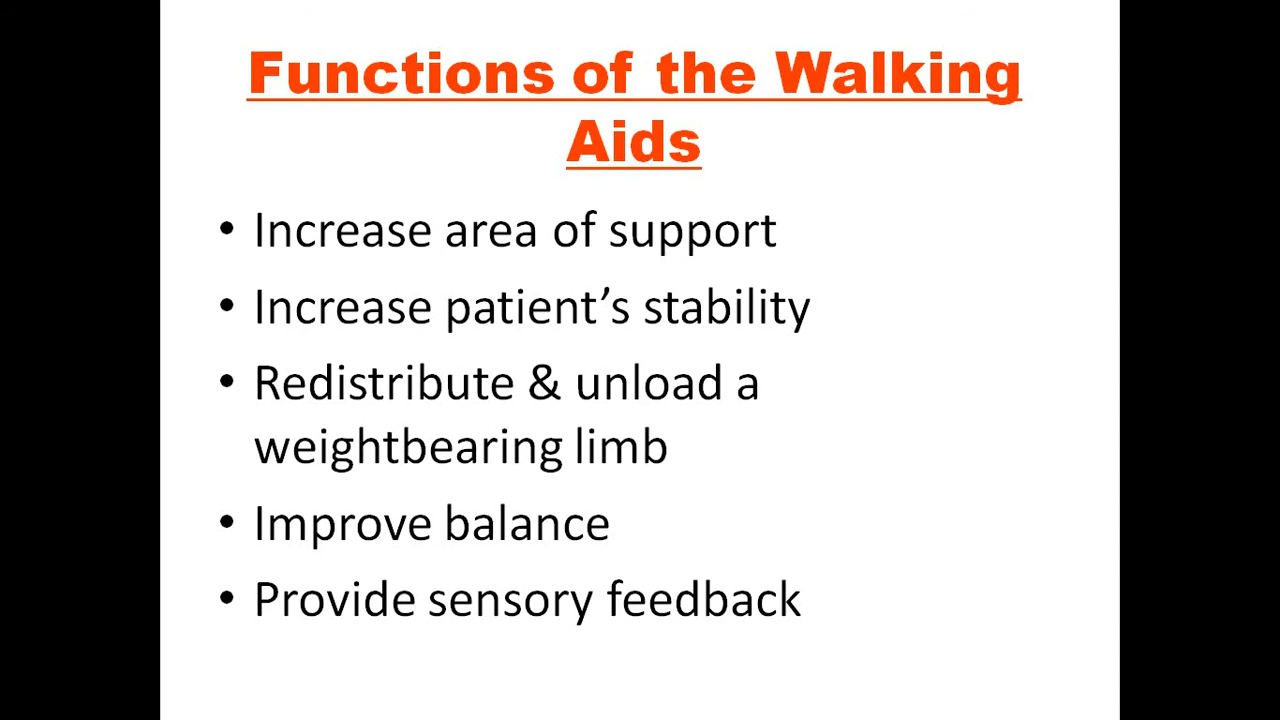 Functions of the Walking
Aids
• Increase area of support
• Increase patient’s stability
• Redistribute & unload a
weightbearing limb
• Improve balance
• Provide sensory feedback